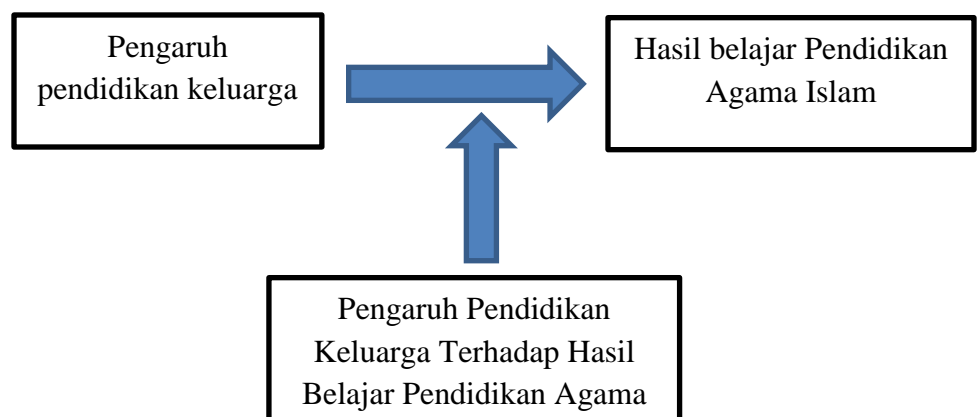 Pengaruh
pendidikan keluarga
Hasil belajar Pendidikan
Agama Islam
Pengaruh Pendidikan
Keluarga Terhadap Hasil
Belajar Pendidikan Agama